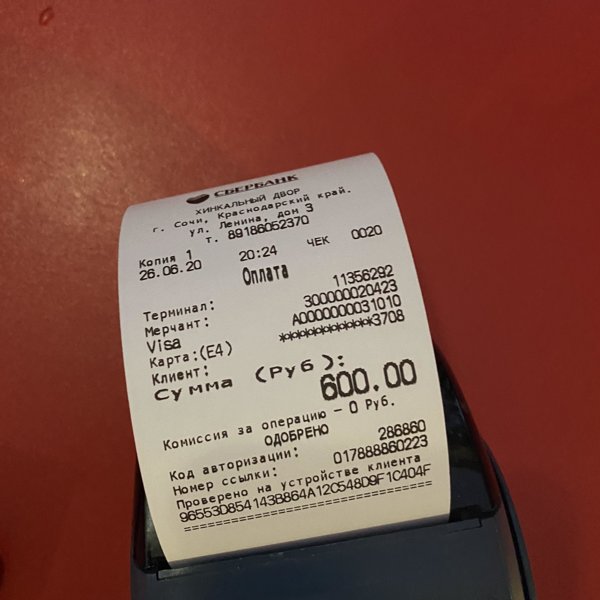 СБЕРБАНК
ХИНКАЛЬНЫЙ ДВОР
г. Сочи, Краснодарский край.
ул. Ленина, дом 3
т. 89186052370
Копия 1
26.06.20 20:24 ЧЕК 0020
Оплата
Терминал: 11356292
Мерчант: 300000020423
Visa A0000000031010
Карта:(E4) ************3708
Клиент:
Сумма (Руб):
600.00
Комиссия за операцию – 0 Руб.
ОДОБРЕНО
Код авторизации: 286860
Номер ссылки: 017888860223
Проверено на устройстве клиента
96553D854143B864A12C548D9F1C404F
================================